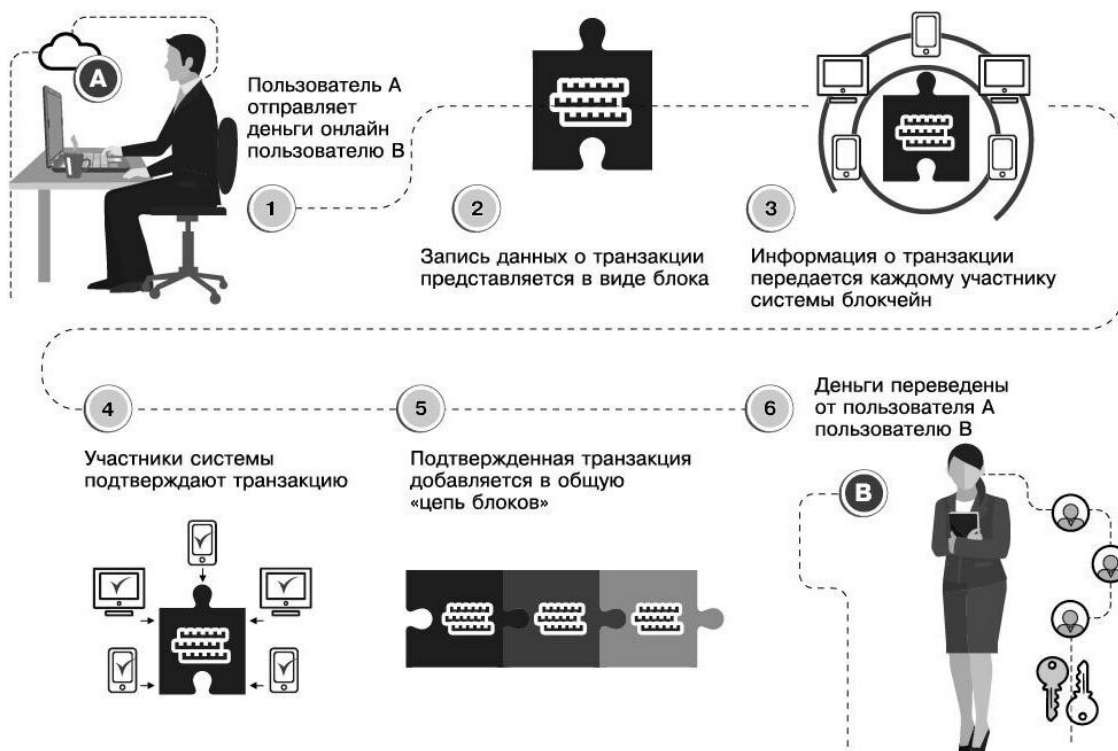 A
Пользователь А
отправляет
деньги онлайн
пользователю В
1
2
Запись данных о транзакции
представляется в виде блока
3
Информация о транзакции
передается каждому участнику
системы блокчейн
4
Участники системы
подтверждают транзакцию
5
Подтвержденная транзакция
добавляется в общую
«цепь блоков»
6
Деньги переведены
от пользователя А
пользователю В
B